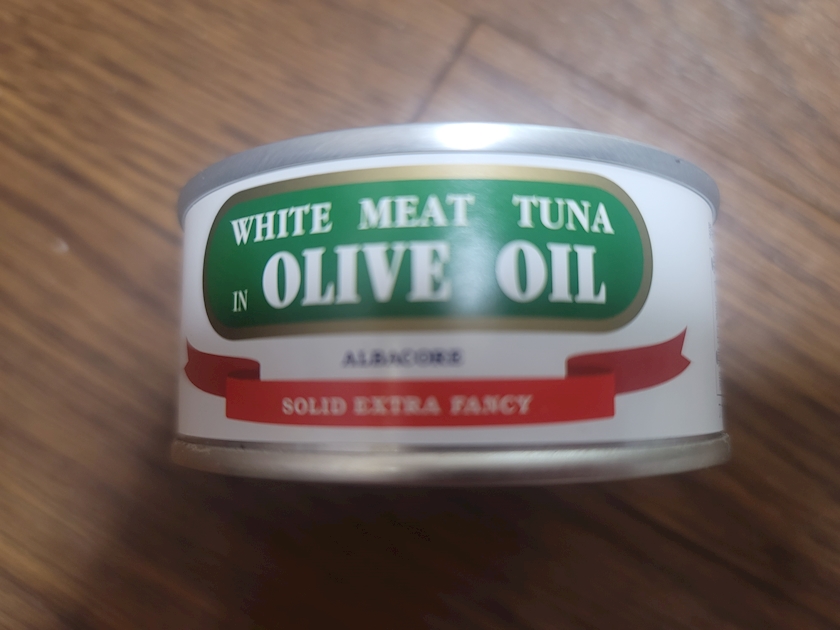 WHITE MEAT TUNA
IN OLIVE OIL
ALBACORE
SOLID EXTRA FANCY